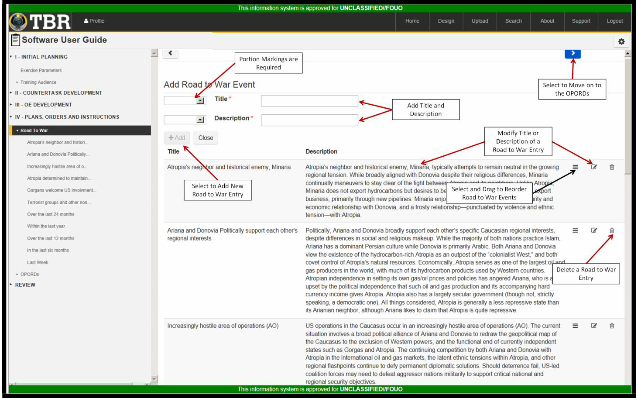 This information system is approved for UNCLASSIFIED//FOUO
TBR
Profile
Home Design Upload Search About Support Logout
Software User Guide
I - INITIAL PLANNING
Exercise Parameters
Training Audience
II - COUNTERTASK DEVELOPMENT
III - OE DEVELOPMENT
IV - PLANS, ORDERS AND INSTRUCTIONS
Road To War
Atropia's neighbor and histori...
Ariana and Donovia Politically...
Increasingly hostile area of o...
Atropia determined to maintain...
Gorgans welcome US involvment...
Terrorist groups and other non...
Over the last 24 months
Within the last year
Over the last 12 months
In the last six months
Last Week
OPORDs
REVIEW
Portion Markings are
Required
Select to Move on to
the OPORDs
Add Road to War Event
Title *
Description *
Add Title and
Description
+ Add
Close
Modify Title or
Description of a
Road to War Entry
Title Description
Atropia's neighbor and historical enemy, Minaria
Atropia's neighbor and historical enemy, Minaria, typically attempts to remain neutral in the growing
regional tension. While broadly aligned with Donovia despite their religious differences, Minaria
continually maneuvers to stay clear of the fight between
Atropia.
Minaria does not export hydrocarbons but desires to
export
business, primarily through new pipelines. Minaria
economic relationship with Donovia, and a frosty relationship—punctuated by violence and ethnic
tension—with Atropia.
Select to Add New
Road to War Entry
Select and Drag to Reorder
Road to War Events
Ariana and Donovia Politically support each other's
regional interests
Politically, Ariana and Donovia broadly support each other's specific Caucasian regional interests,
despite differences in social and religious makeup. While the majority of both nations practice Islam,
Ariana has a dominant Persian culture while Donovia is primarily Arabic. Both Ariana and Donovia
view the existence of the hydrocarbon-rich Atropia as an outpost of the "colonialist West," and both
covet control of Atropia's natural resources. Economically, Atropia serves as one of the largest oil and
gas producers in the world, with much of its hydrocarbon products used by Western countries.
Atropian independence in setting its own gas/oil prices and policies has angered Ariana, who is
upset by the political independence that such oil and gas production and its accompanying hard
currency income gives Atropia. Atropia also has a largely secular government (though not, strictly
speaking, a democratic one). All things considered, Atropia is generally a less repressive state than
its Arianian neighbor, although Ariana likes to claim that Atropia is quite repressive.
Delete a Road to War
Entry
Increasingly hostile area of operations (AO)
US operations in the Caucasus occur in an increasingly hostile area of operations (AO). The current
situation involves a broad political alliance of Ariana and Donovia to redraw the geopolitical map of
the Caucasus to the exclusion of Western powers, and the functional end of currently independent
states such as Gorgas and Atropia. The continuing competition by both Ariana and Donovia with
Atropia in the international oil and gas markets, the latent ethnic tensions within Atropia, and other
regional flashpoints continue to defy permanent diplomatic solutions. Should deterrence fail, US-led
coalition forces may need to defeat aggressor nations militarily to support critical national and
regional security objectives.
This information system is approved for UNCLASSIFIED//FOUO